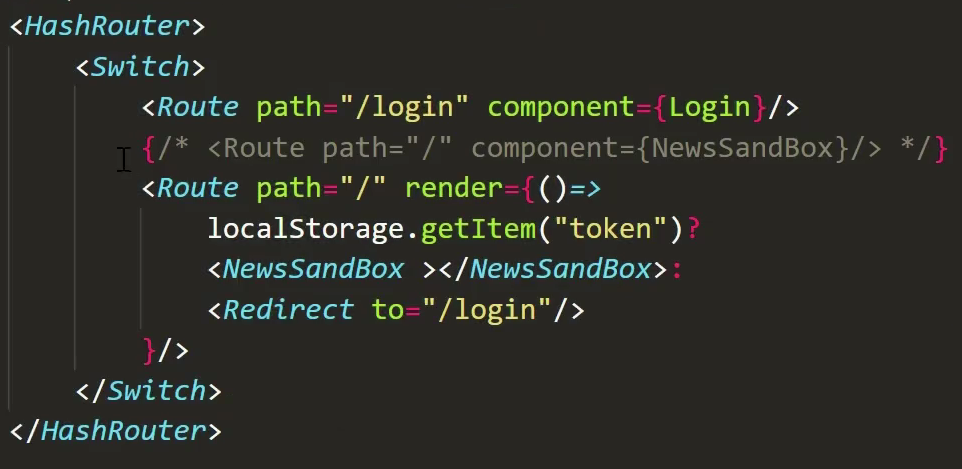 <HashRouter>
<Switch>
<Route path="/login" component={Login}/>
{/* <Route path="/" component={NewsSandBox}/> */}
<Route path="/" render={()=>
localStorage.getItem("token")?
<NewsSandBox ></NewsSandBox>:
<Redirect to="/login"/>
}/>
</Switch>
</HashRouter>